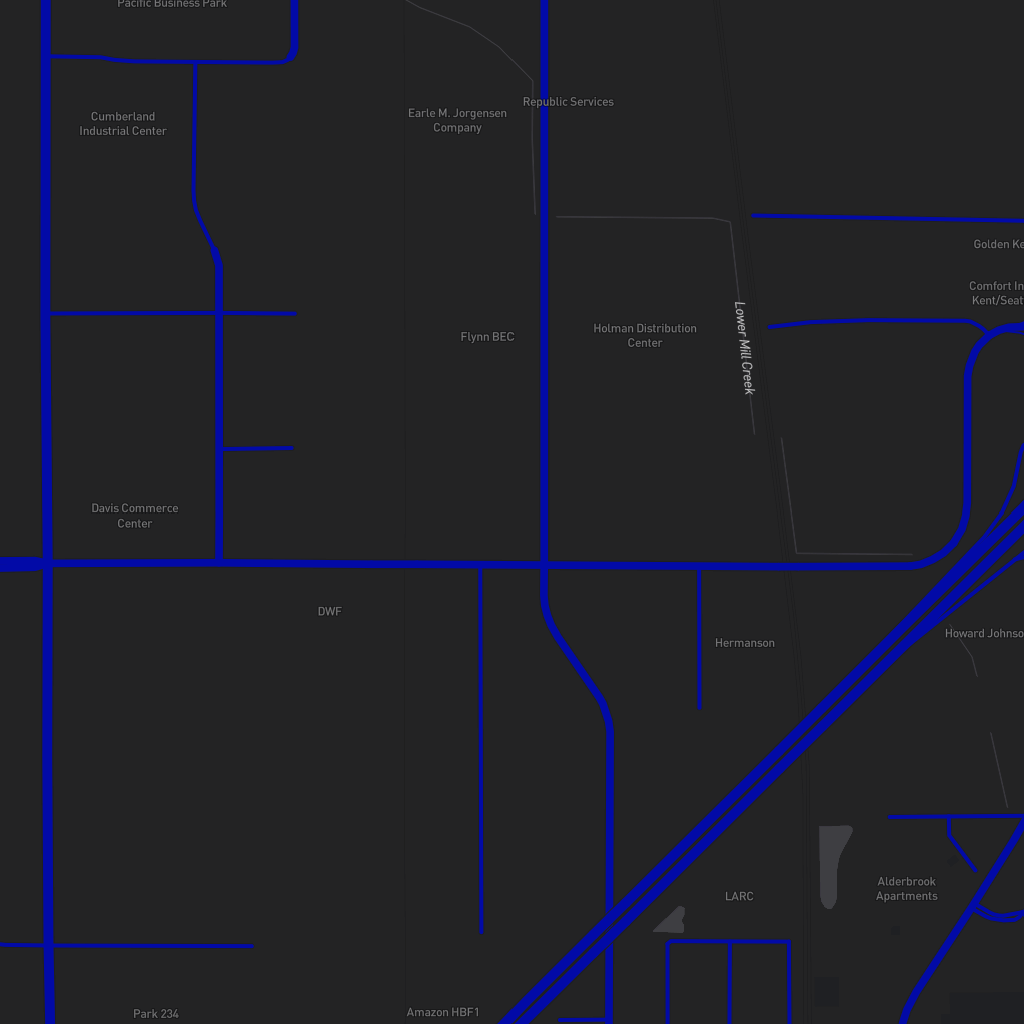 Pacific Business Park
Republic Services
Cumberland
Industrial Center
Earle M. Jorgensen
Company
Golden Ke
Comfort In
Kent/Seat
Lower Mill Creek
Holman Distribution
Center
Flynn BEC
Davis Commerce
Center
DWF
Hermanson
Howard Johnso
Alderbrook
Apartments
LARC
Park 234
Amazon HBF1